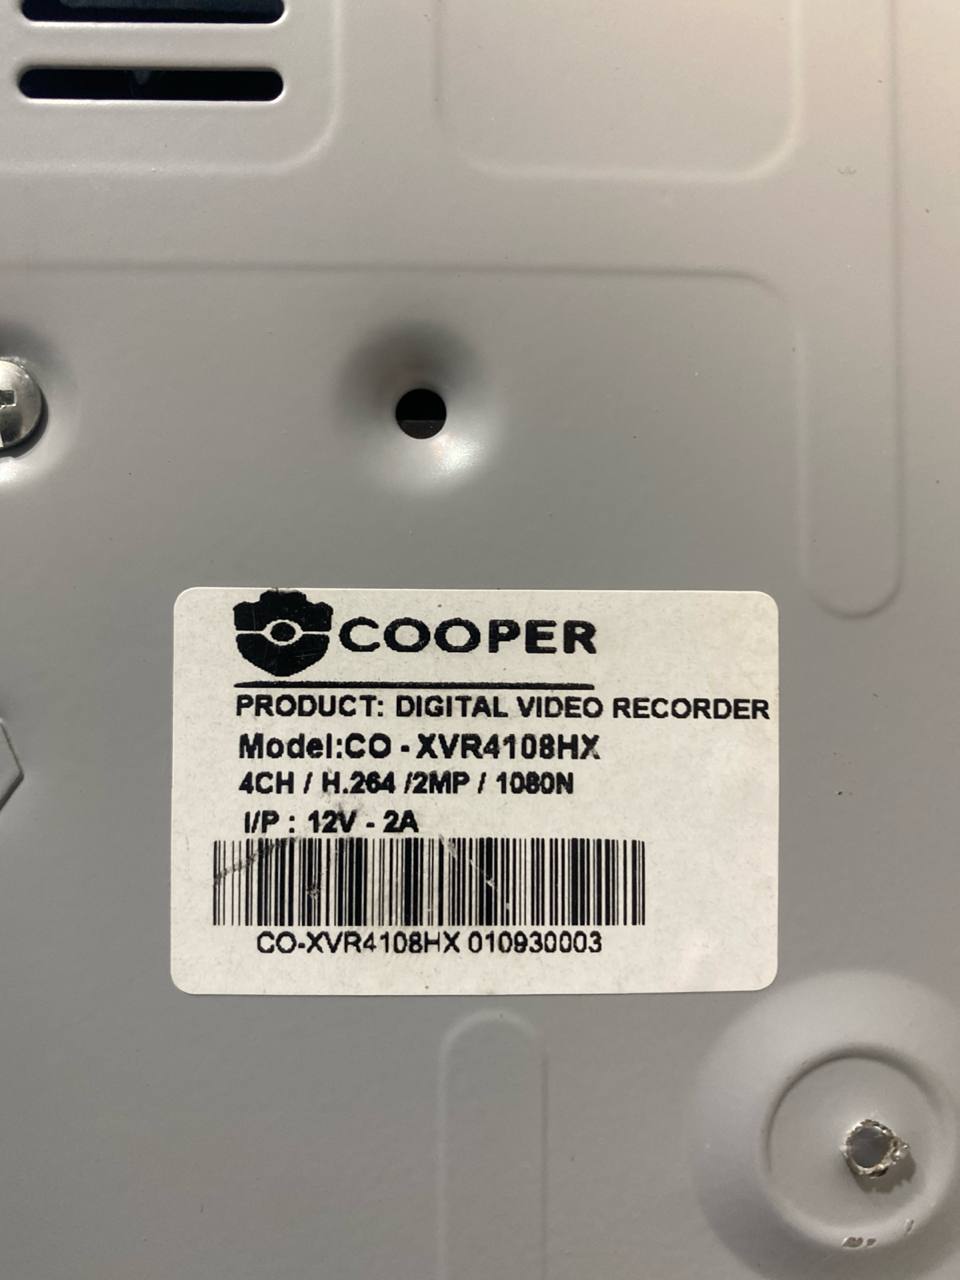 COOPER
PRODUCT: DIGITAL VIDEO RECORDER
Model:CO - XVR4108HX
4CH / H.264 /2MP / 1080N
I/P : 12V - 2A
CO-XVR4108HX 010930003